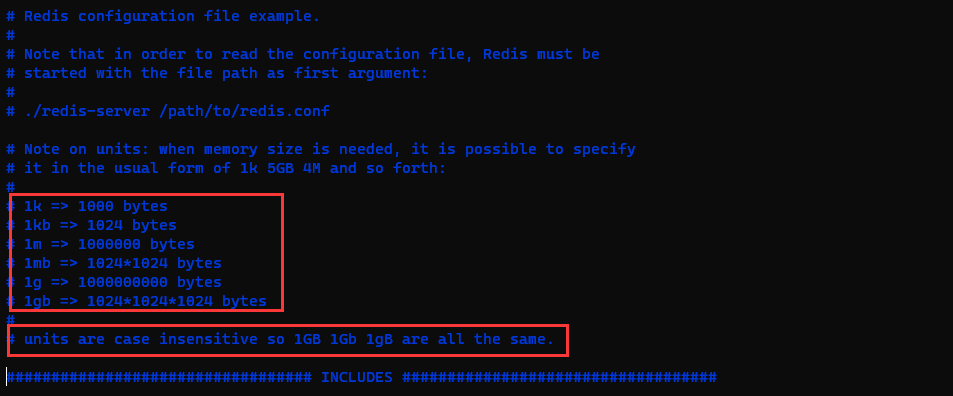 # Redis configuration file example.
#
# Note that in order to read the configuration file, Redis must be
# started with the file path as first argument:
#
# ./redis-server /path/to/redis.conf
# Note on units: when memory size is needed, it is possible to specify
# it in the usual form of 1k 5GB 4M and so forth:
#
# 1k => 1000 bytes
# 1kb => 1024 bytes
# 1m => 1000000 bytes
# 1mb => 1024*1024 bytes
# 1g => 1000000000 bytes
# 1gb => 1024*1024*1024 bytes
#
# units are case insensitive so 1GB 1Gb 1gB are all the same.
################################## INCLUDES ###################################